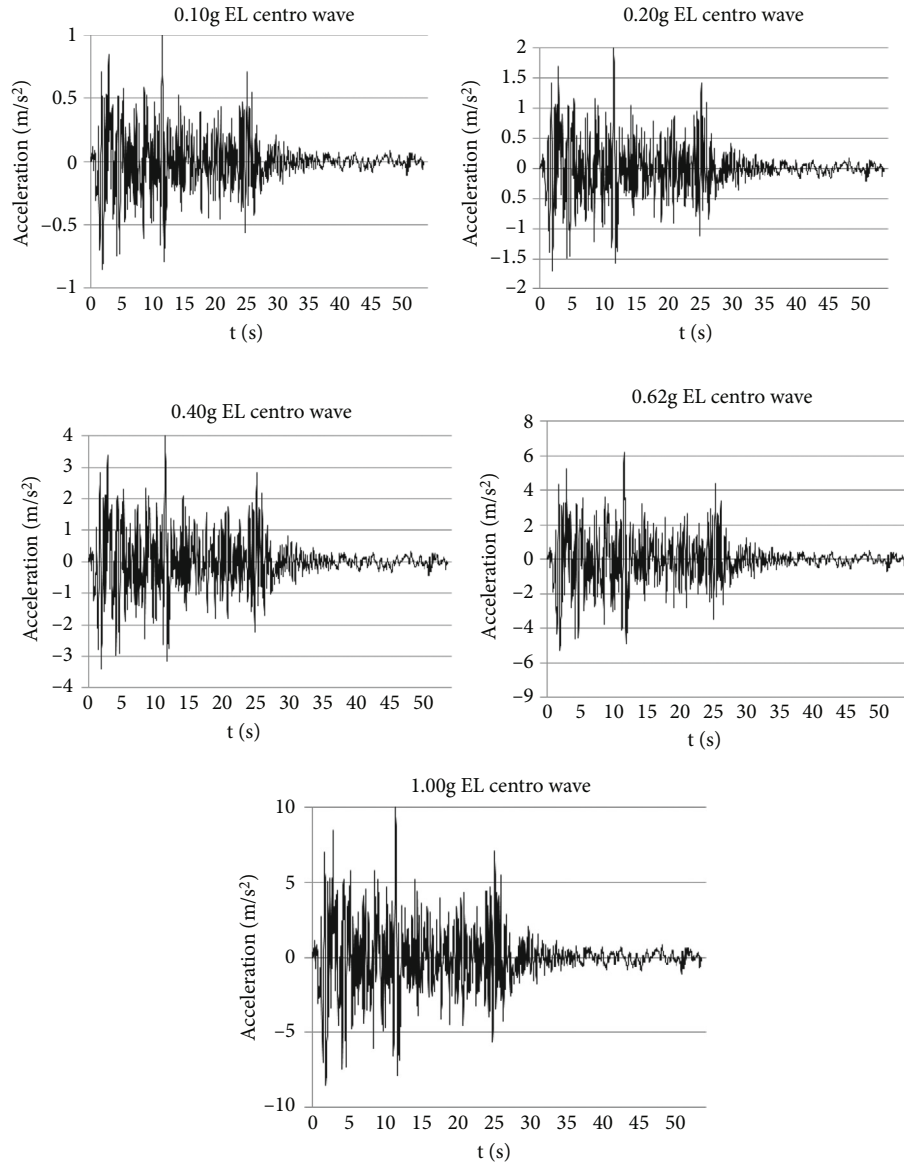 0.10g EL centro wave
Acceleration (m/s²)
1
0.5
0
−0.5
−1
0 5 10 15 20 25 30 35 40 45 50
t (s)
0.20g EL centro wave
Acceleration (m/s²)
2
1.5
1
0.5
0
0.5
−1
−1.5
−2
0 5 10 15 20 25 30 35 40 45 50
t (s)
0.40g EL centro wave
Acceleration (m/s²)
4
3
2
1
0
−1
−2
−3
−4
0 5 10 15 20 25 30 35 40 45 50
t (s)
0.62g EL centro wave
Acceleration (m/s²)
8
6
4
2
0
−2
−4
−6
−9
0 5 10 15 20 25 30 35 40 45 50
t (s)
1.00g EL centro wave
Acceleration (m/s²)
10
5
0
−5
−10
0 5 10 15 20 25 30 35 40 45 50
t (s)